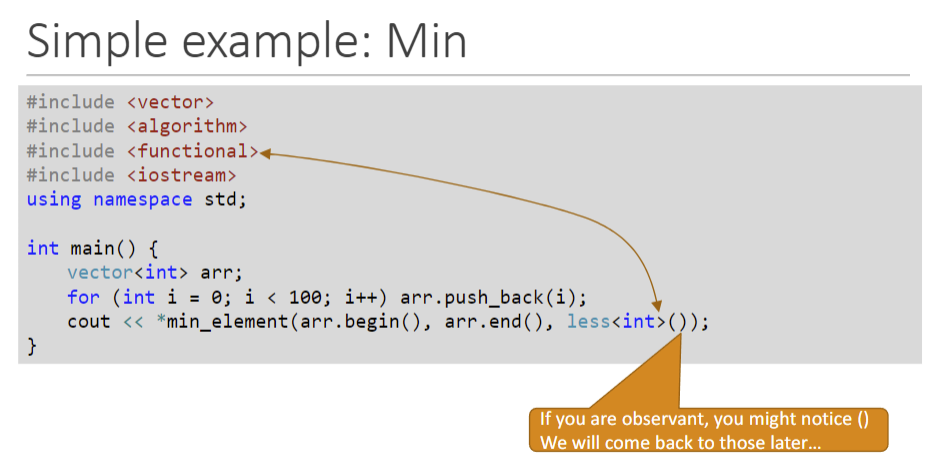 Simple example: Min
#include <vector>
#include <algorithm>
#include <functional>
#include <iostream>
using namespace std;
int main() {
vector<int> arr;
for (int i = 0; i < 100; i++) arr.push_back(i);
cout << *min_element(arr.begin(), arr.end(), less<int>());
}
If you are observant, you might notice ()
We will come back to those later...